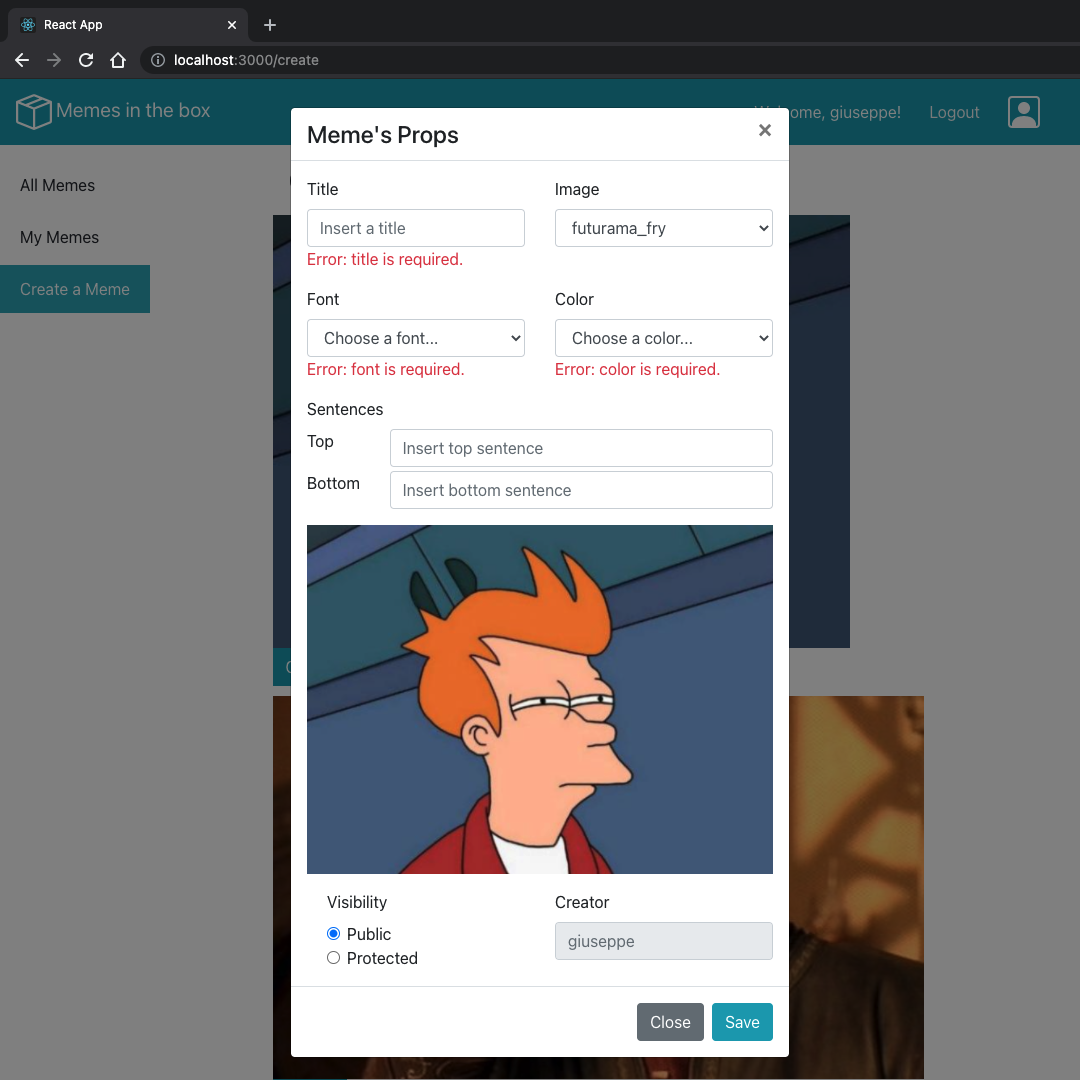 React App
localhost:3000/create
Memes in the box
ome, giuseppe!
Logout
All Memes
My Memes
Create a Meme
Meme's Props
Title
Image
Insert a title
futurama_fry
Error: title is required.
Font
Color
Choose a font...
Choose a color...
Error: font is required.
Error: color is required.
Sentences
Top
Insert top sentence
Bottom
Insert bottom sentence
Visibility
Creator
Public
giuseppe
Protected
Close
Save